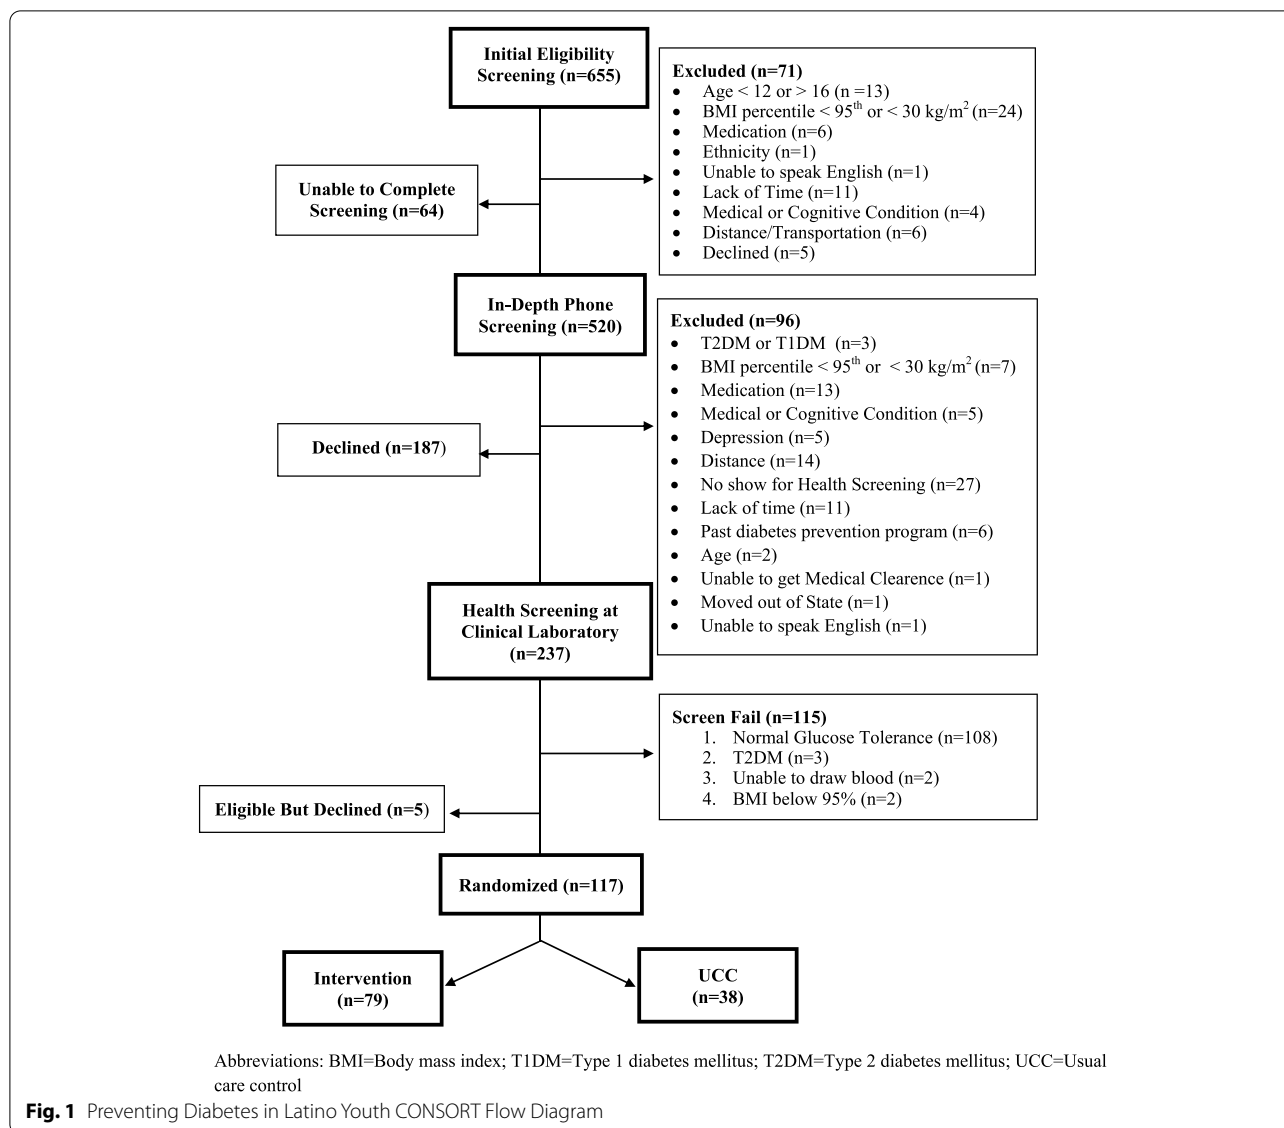 Initial Eligibility
Screening (n=655)
Excluded (n=71)
• Age < 12 or > 16 (n =13)
• BMI percentile < 95th or < 30 kg/m2 (n=24)
• Medication (n=6)
• Ethnicity (n=1)
• Unable to speak English (n=1)
• Lack of Time (n=11)
• Medical or Cognitive Condition (n=4)
• Distance/Transportation (n=6)
• Declined (n=5)
Unable to Complete
Screening (n=64)
In-Depth Phone
Screening (n=520)
Excluded (n=96)
• T2DM or T1DM (n=3)
• BMI percentile < 95th or < 30 kg/m2 (n=7)
• Medication (n=13)
• Medical or Cognitive Condition (n=5)
• Depression (n=5)
• Distance (n=14)
• No show for Health Screening (n=27)
• Lack of time (n=11)
• Past diabetes prevention program (n=6)
• Age (n=2)
• Unable to get Medical Clearence (n=1)
• Moved out of State (n=1)
• Unable to speak English (n=1)
Declined (n=187)
Health Screening at
Clinical Laboratory
(n=237)
Screen Fail (n=115)
1. Normal Glucose Tolerance (n=108)
2. T2DM (n=3)
3. Unable to draw blood (n=2)
4. BMI below 95% (n=2)
Eligible But Declined (n=5)
Randomized (n=117)
Intervention
(n=79)
UCC
(n=38)
Abbreviations: BMI=Body mass index; T1DM=Type 1 diabetes mellitus; T2DM=Type 2 diabetes mellitus; UCC=Usual
care control
Fig. 1 Preventing Diabetes in Latino Youth CONSORT Flow Diagram